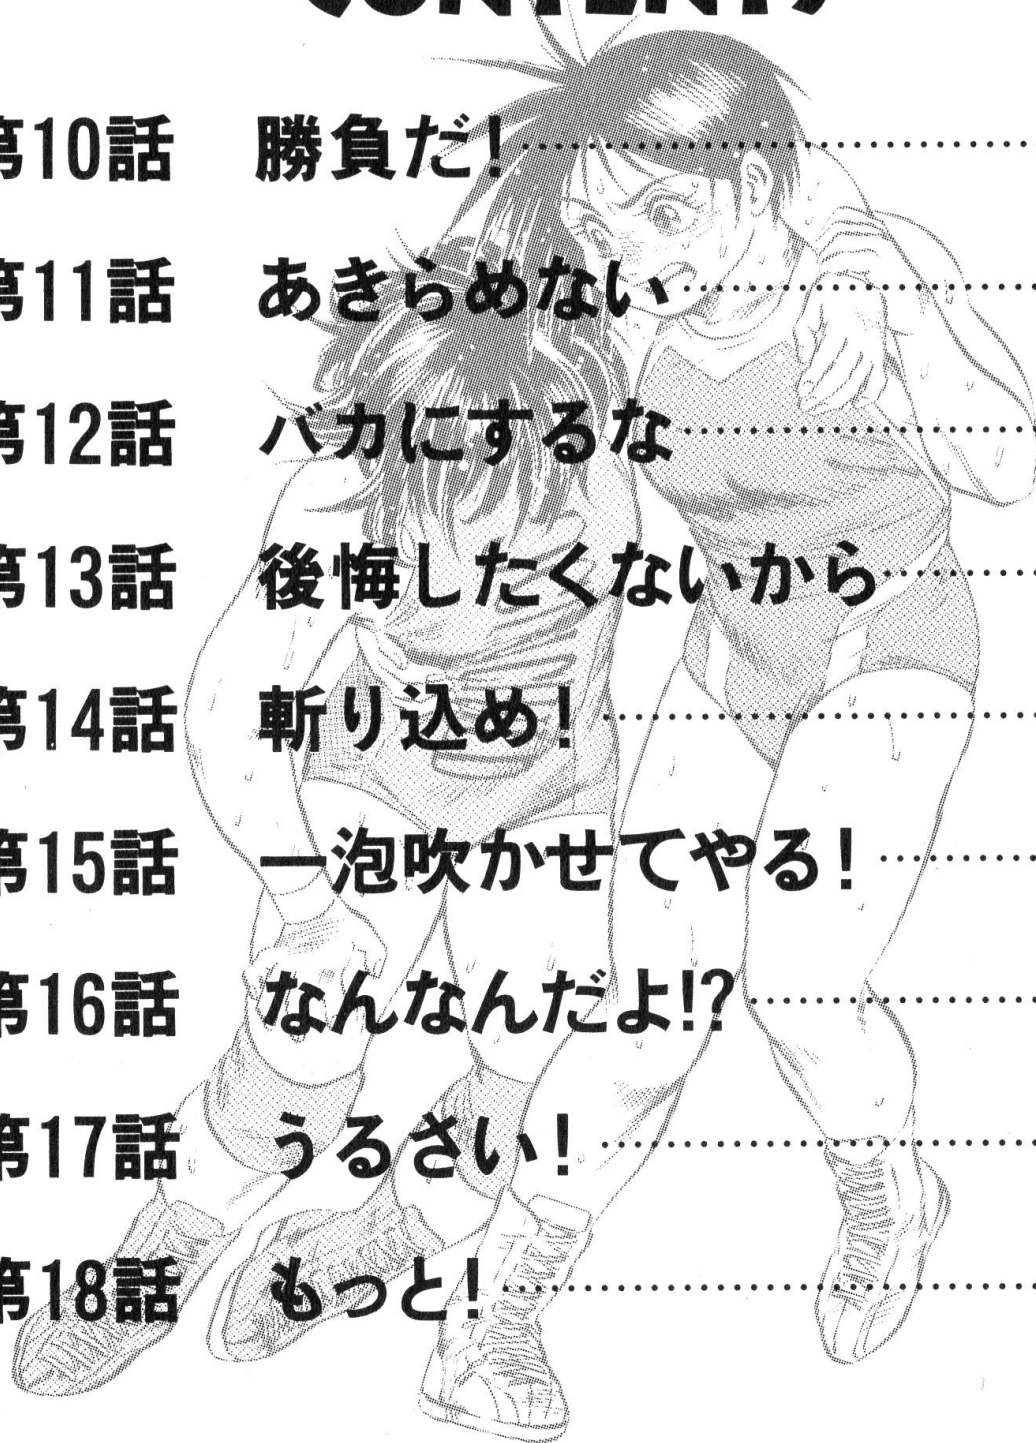 CONTENTS
第10話 勝負だ!
第11話 あきらめない
第12話 バカにするな
第13話 後悔したくないから
第14話 斬り込め!
第15話 一泡吹かせてやる!
第16話 なんなんだよ!?
第17話 うるさい!
第18話 もっと!